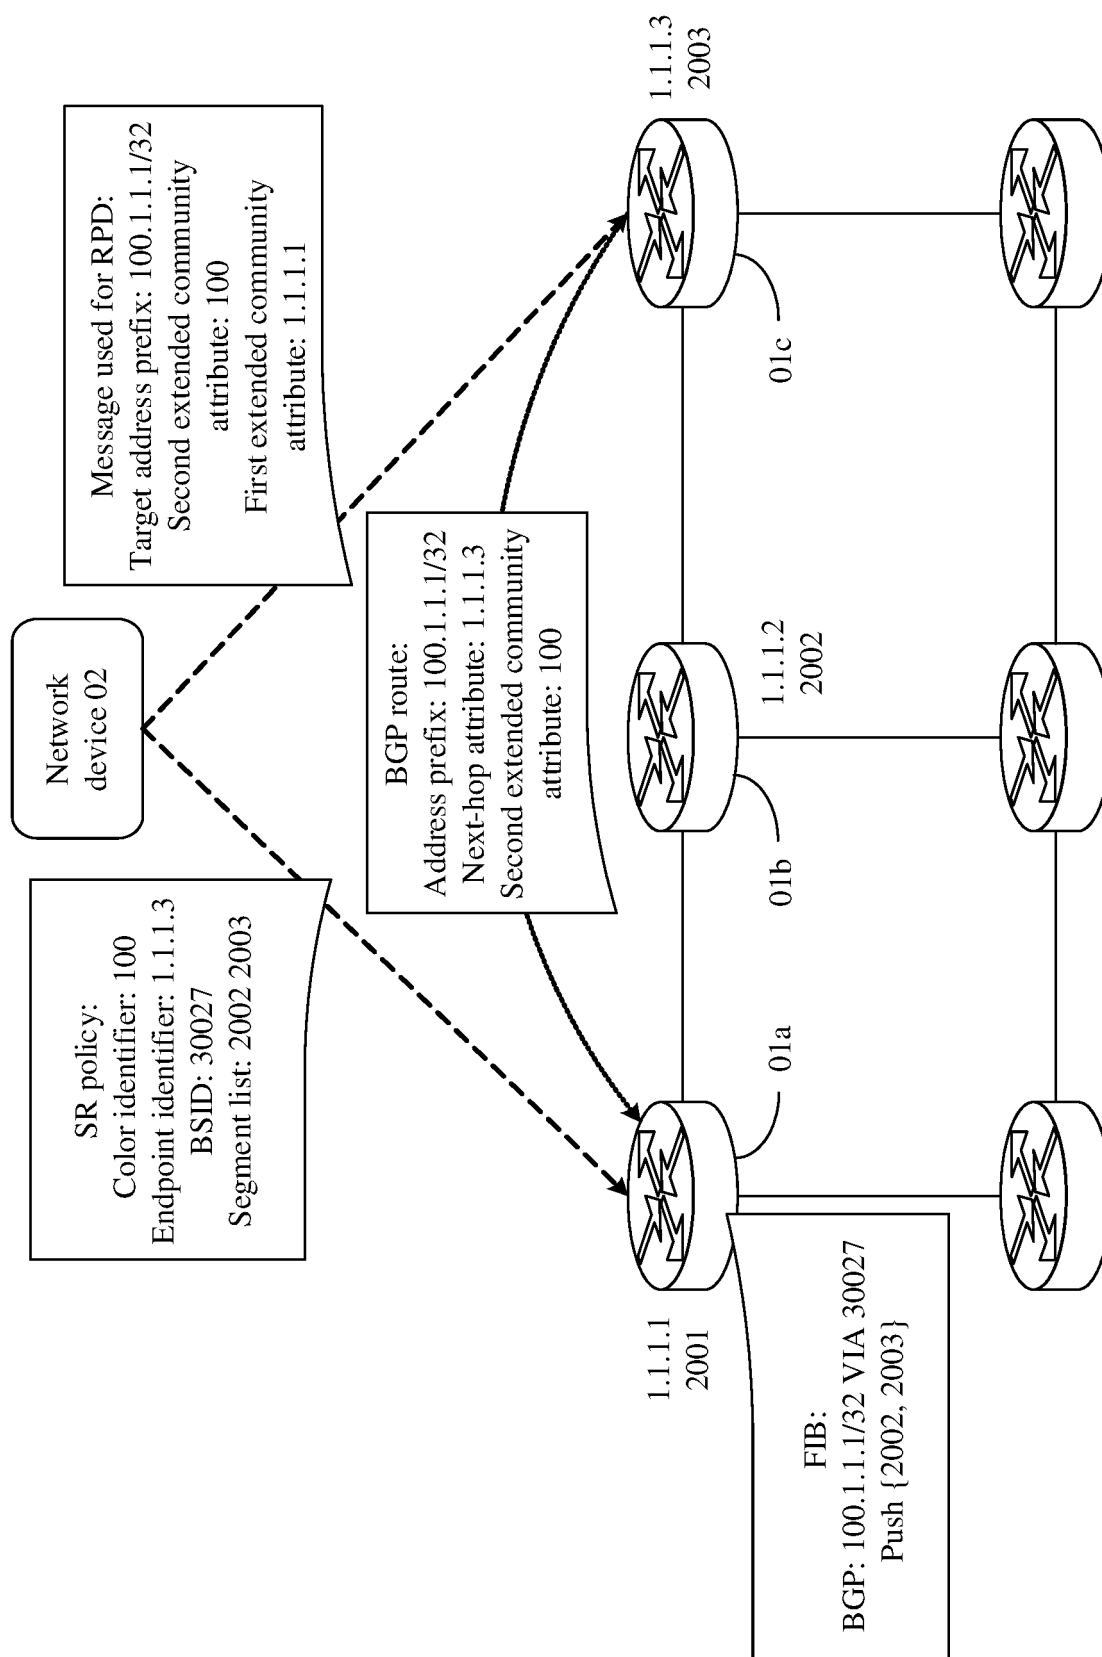 Network
device 02
SR policy:
Color identifier: 100
Endpoint identifier: 1.1.1.3
BSID: 30027
Segment list: 2002 2003
Message used for RPD:
Target address prefix: 100.1.1.1/32
Second extended community
attribute: 100
First extended community
attribute: 1.1.1.1
BGP route:
Address prefix: 100.1.1.1/32
Next-hop attribute: 1.1.1.3
Second extended community
attribute: 100
1.1.1.1
2001
01a
01b
1.1.1.2
2002
01c
1.1.1.3
2003
FIB:
BGP: 100.1.1.1/32 VIA 30027
Push {2002, 2003}